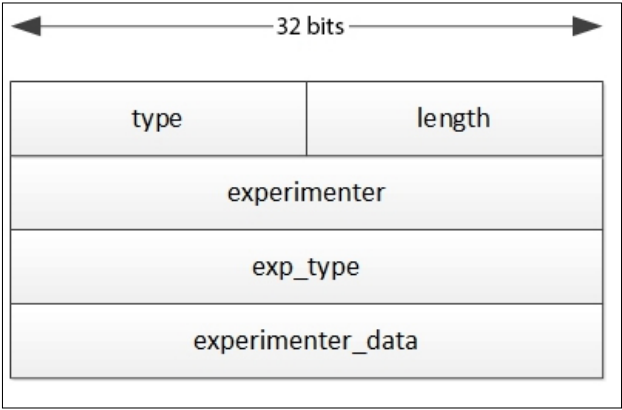 32 bits
type length
experimenter
exp_type
experimenter_data